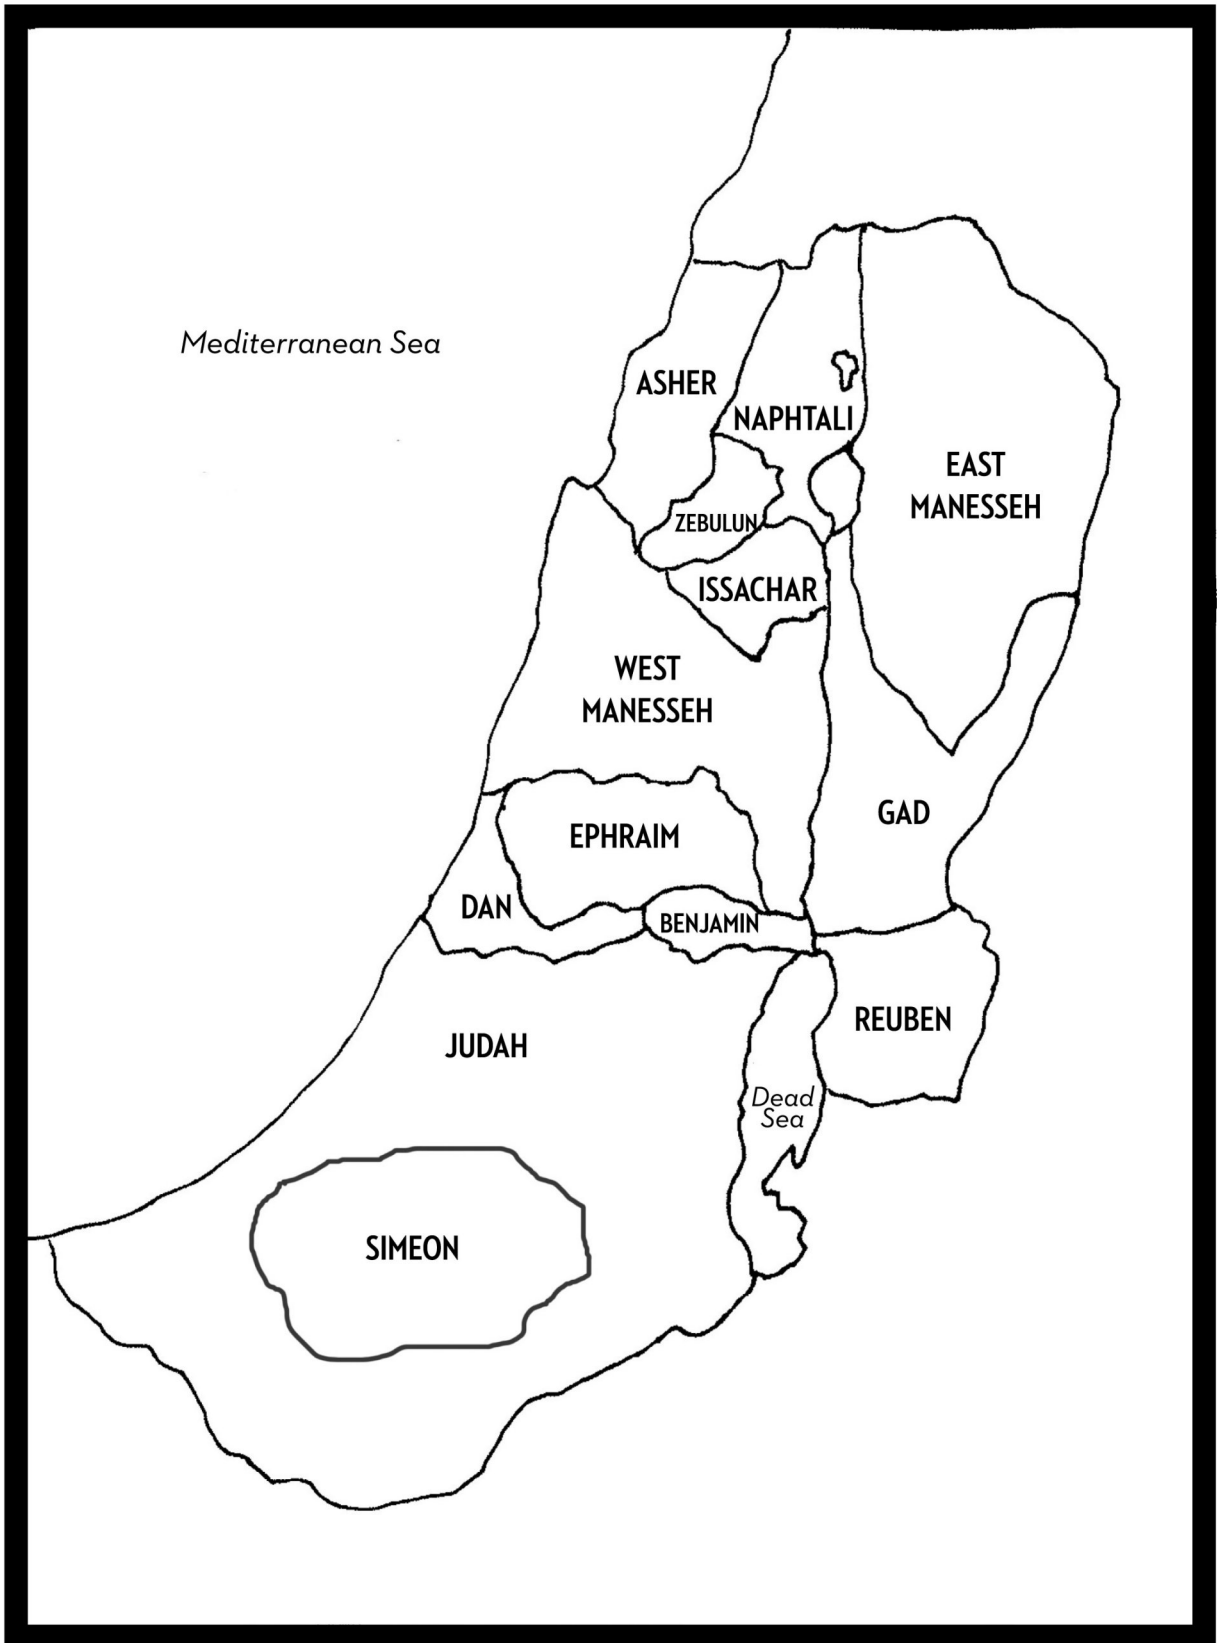 Mediterranean Sea
ASHER
NAPHTALI
EAST
MANESSEH
ZEBULUN
ISSACHAR
WEST
MANESSEH
GAD
EPHRAIM
DAN
BENJAMIN
REUBEN
JUDAH
Dead
Sea
SIMEON